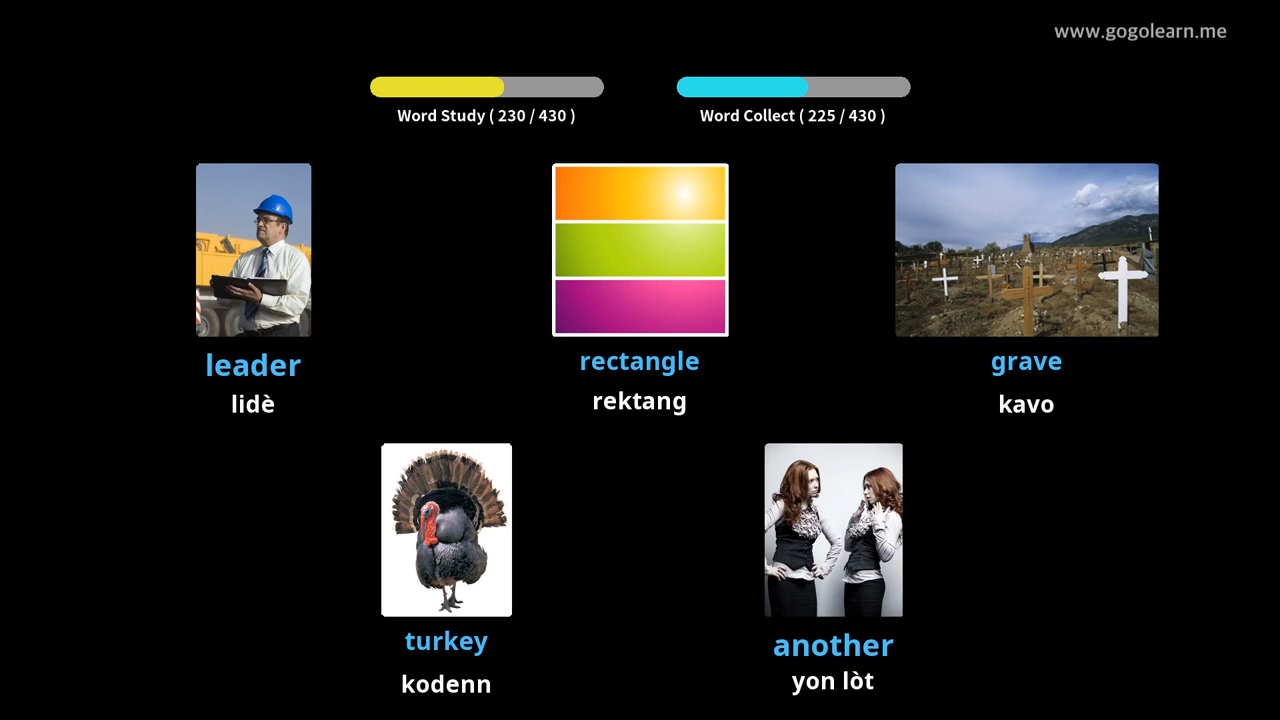 www.gogolearn.me
Word Study ( 230 / 430 )
Word Collect ( 225 / 430 )
leader
lidè
rectangle
rektang
grave
kavo
turkey
kodenn
another
yon lòt